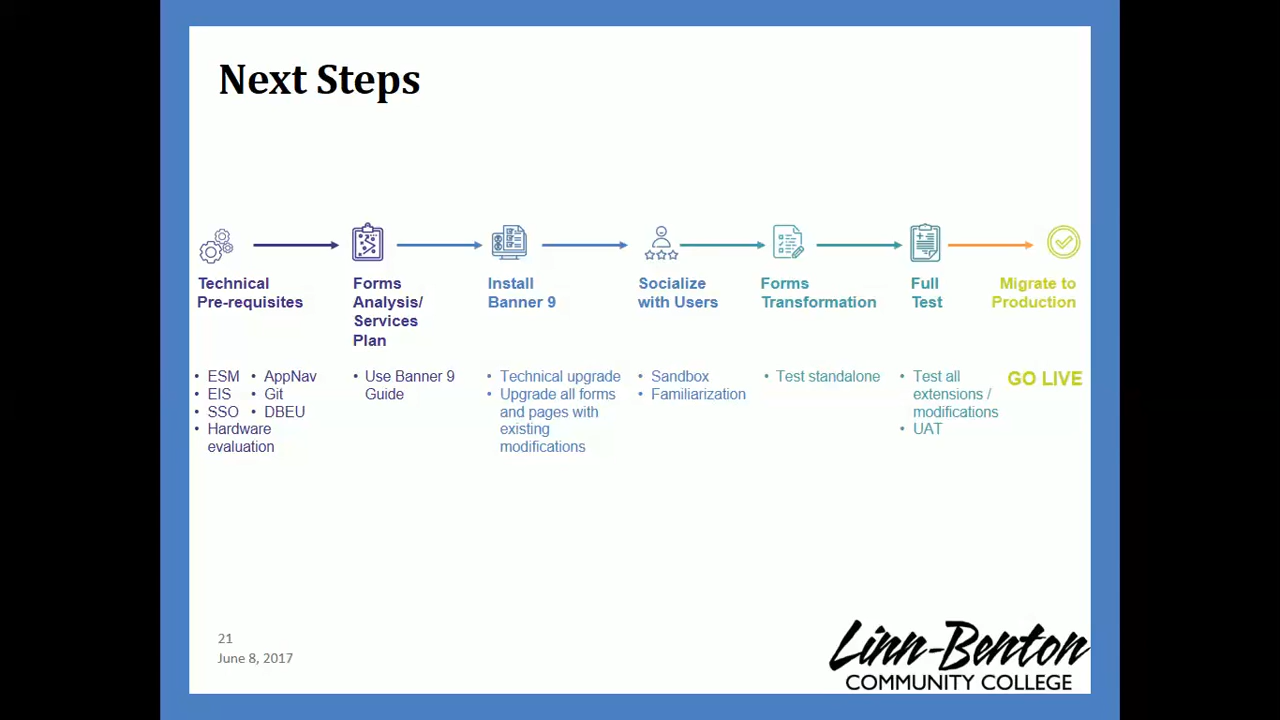 Next Steps
Technical
Pre-requisites
Forms
Analysis/
Services
Plan
Install
Banner 9
Socialize
with Users
Forms
Transformation
Full
Test
Migrate to
Production
• ESM • AppNav
• EIS • Git
• SSO • DBEU
• Hardware
evaluation
• Use Banner 9
Guide
• Technical upgrade
• Upgrade all forms
and pages with
existing
modifications
• Sandbox
• Familiarization
• Test standalone
• Test all
extensions /
modifications
• UAT
GO LIVE
21
June 8, 2017
Linn-Benton
COMMUNITY COLLEGE